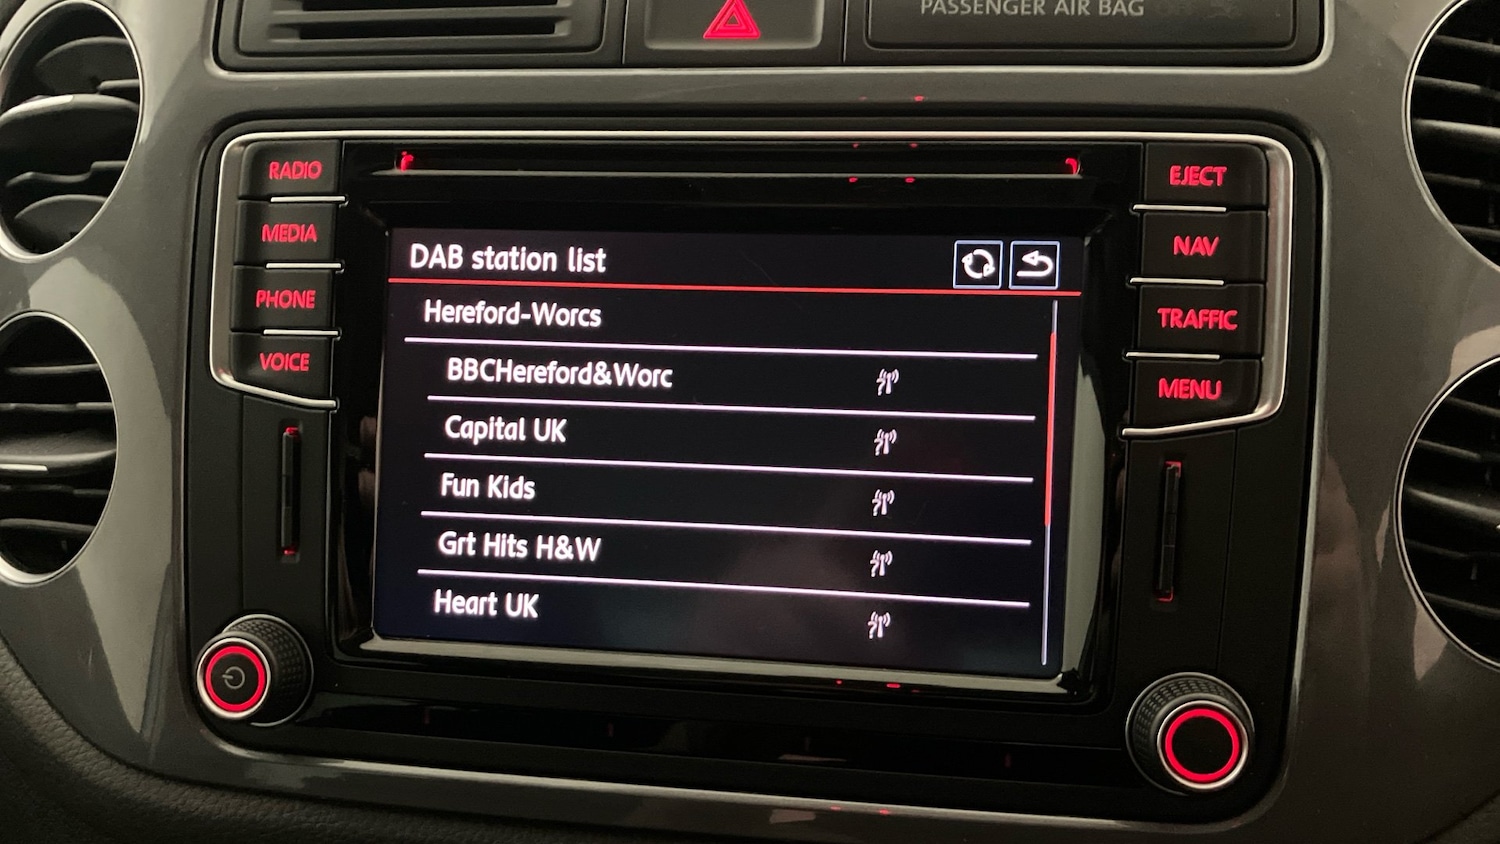 PASSENGER AIR BAG
RADIO
MEDIA
PHONE
VOICE
DAB station list
Hereford-Worcs
BBCHereford&Worc
Capital UK
Fun Kids
Grt Hits H&W
Heart UK
EJECT
NAV
TRAFFIC
MENU